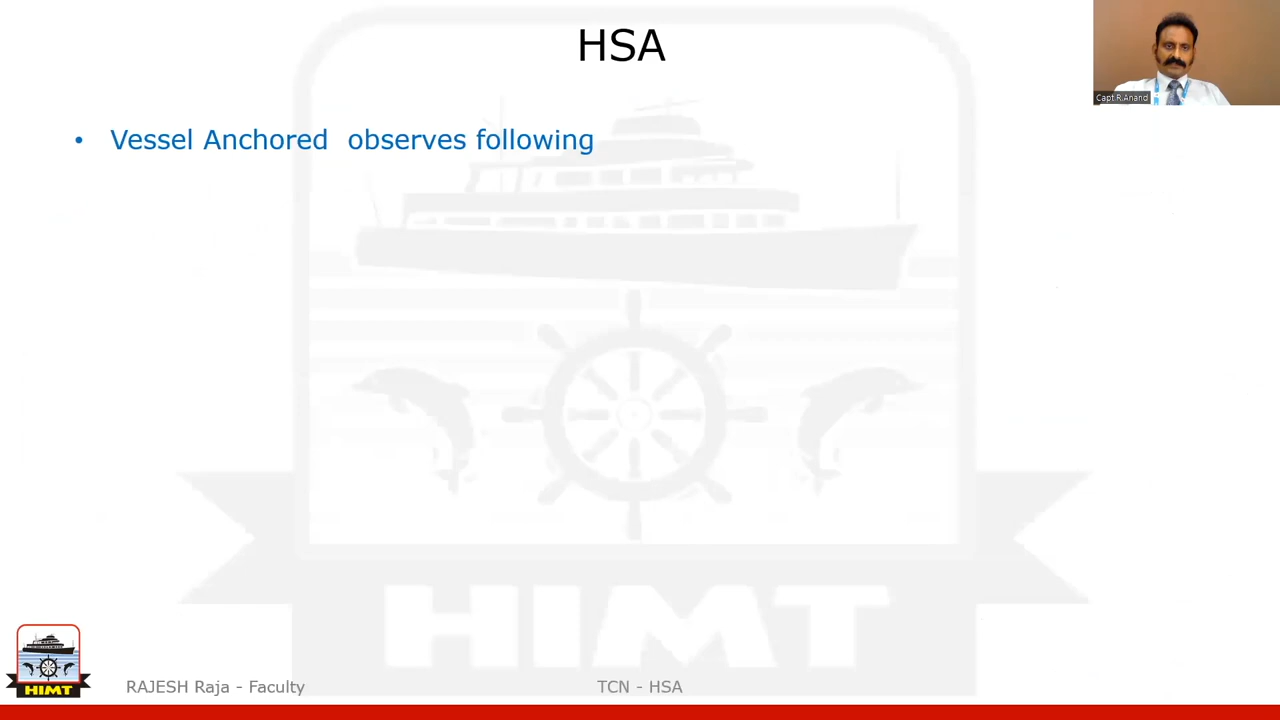 HSA
Capt R Anand
• Vessel Anchored observes following
HIMT
HIMT
RAJESH Raja - Faculty
TCN - HSA